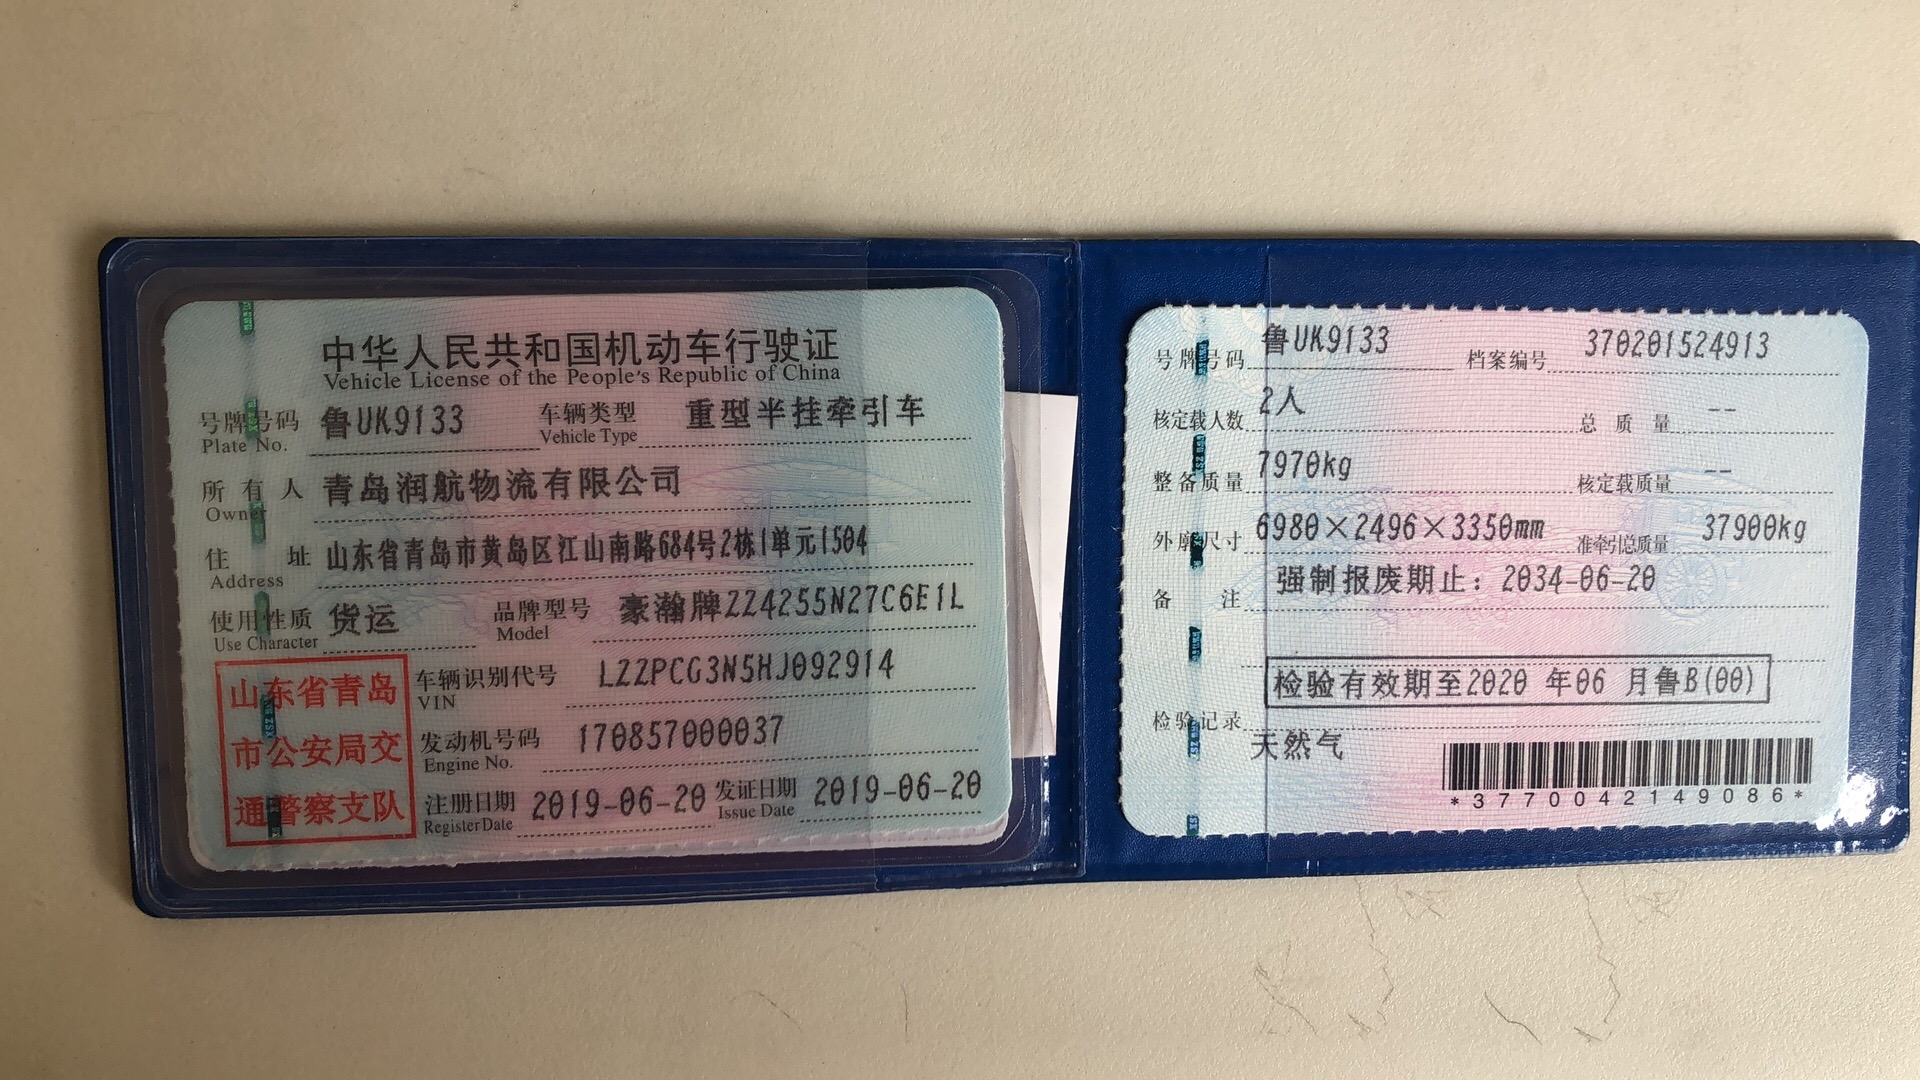 中华人民共和国机动车行驶证
Vehicle License of the People's Republic of China
号牌号码 鲁UK9133 车辆类型 重型半挂牵引车
Plate No. Vehicle Type
所有人 青岛润航物流有限公司
Owner
住址 山东省青岛市黄岛区江山南路684号2栋1单元1504
Address
使用性质 货运 品牌型号 豪瀚牌ZZ4255N27C6E1L
Use Character Model
山东省青岛
市公安局交
通警察支队
车辆识别代号 LZZPCG3N5HJ092914
VIN
发动机号码 170857000037
Engine No.
注册日期 2019-06-20 发证日期 2019-06-20
Register Date Issue Date
号牌号码 鲁UK9133 档案编号 370201524913
核定载人数 2人 总质量 --
整备质量 7970kg 核定载质量 --
外廓尺寸 6980×2496×3350mm 准牵引总质量 37900kg
备注 强制报废期止：2034-06-20
检验有效期至2020 年06 月鲁B(00)
检验记录
天然气
*3770042149086*